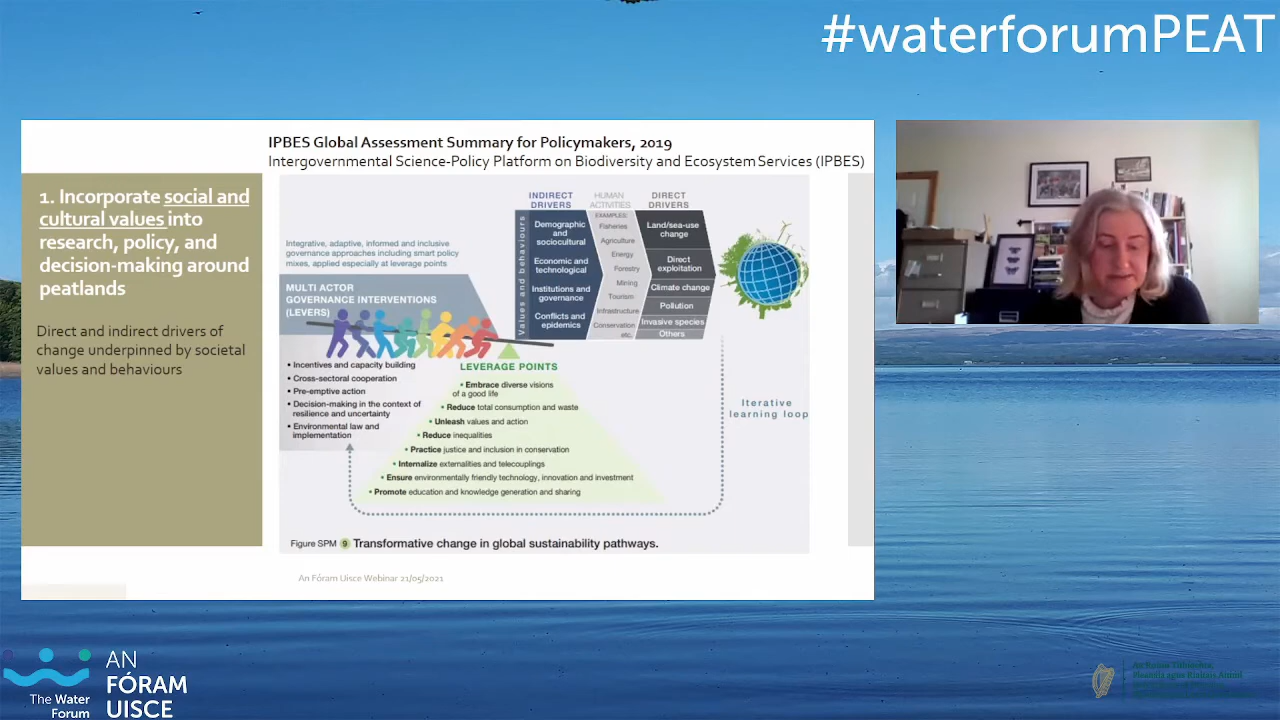 #waterforumPEAT
IPBES Global Assessment Summary for Policymakers, 2019
Intergovernmental Science-Policy Platform on Biodiversity and Ecosystem Services (IPBES)
1. Incorporate social and
cultural values into
research, policy, and
decision-making around
peatlands
Direct and indirect drivers of
change underpinned by societal
values and behaviours
Integrative, adaptive, informed and inclusive
governance approaches including smart policy
mixes, applied especially at leverage points
MULTI ACTOR
GOVERNANCE INTERVENTIONS
(LEVERS)
• Incentives and capacity building
• Cross-sectoral cooperation
• Pre-emptive action
• Decision-making in the context of
resilience and uncertainty
• Environmental law and
implementation
INDIRECT
DRIVERS
Values and behaviours
Demographic
and
sociocultural
Economic and
technological
Institutions and
governance
Conflicts and
epidemics
HUMAN
ACTIVITIES
EXAMPLES:
Fisheries
Agriculture
Energy
Forestry
Mining
Tourism
Infrastructure
Conservation
etc.
DIRECT
DRIVERS
Land/sea-use
change
Direct
exploitation
Climate change
Pollution
Invasive species
Others
LEVERAGE POINTS
• Embrace diverse visions
of a good life
• Reduce total consumption and waste
• Unleash values and action
• Reduce inequalities
• Practice justice and inclusion in conservation
• Internalize externalities and telecouplings
• Ensure environmentally friendly technology, innovation and investment
• Promote education and knowledge generation and sharing
Iterative
learning loop
Figure SPM 9 Transformative change in global sustainability pathways.
An Fóram Uisce Webinar 21/05/2021
The Water
Forum
AN
FÓRAM
UISCE